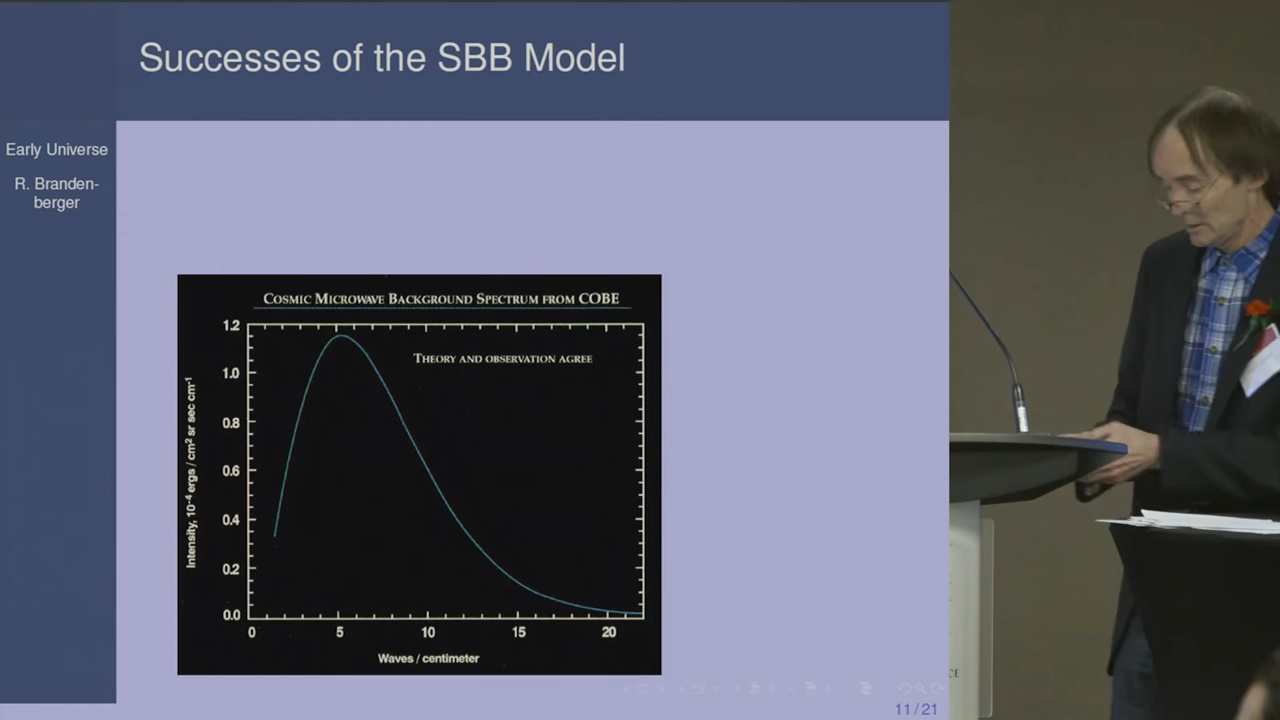 Successes of the SBB Model
Early Universe
R. Branden-
berger
COSMIC MICROWAVE BACKGROUND SPECTRUM FROM COBE
THEORY AND OBSERVATION AGREE
1.2
1.0
0.8
0.6
0.4
0.2
0.0
Intensity, 10⁻⁴ ergs / cm² sr sec cm⁻¹
0
5
10
15
20
Waves / centimeter
11/21
CE